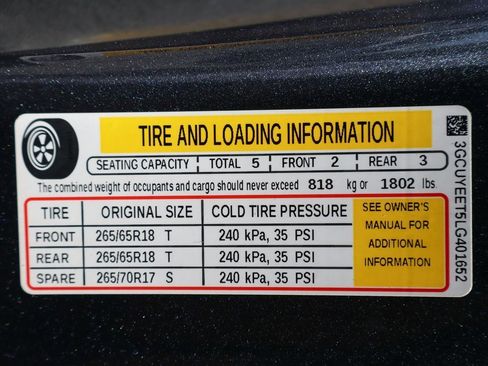 TIRE AND LOADING INFORMATION
SEATING CAPACITY TOTAL 5 FRONT 2 REAR 3
The combined weight of occupants and cargo should never exceed 818 kg or 1802 lbs
TIRE ORIGINAL SIZE COLD TIRE PRESSURE
FRONT 265/65R18 T 240 kPa, 35 PSI
REAR 265/65R18 T 240 kPa, 35 PSI
SPARE 265/70R17 S 240 kPa, 35 PSI
SEE OWNER'S
MANUAL FOR
ADDITIONAL
INFORMATION
3GCUYEET5LG401652